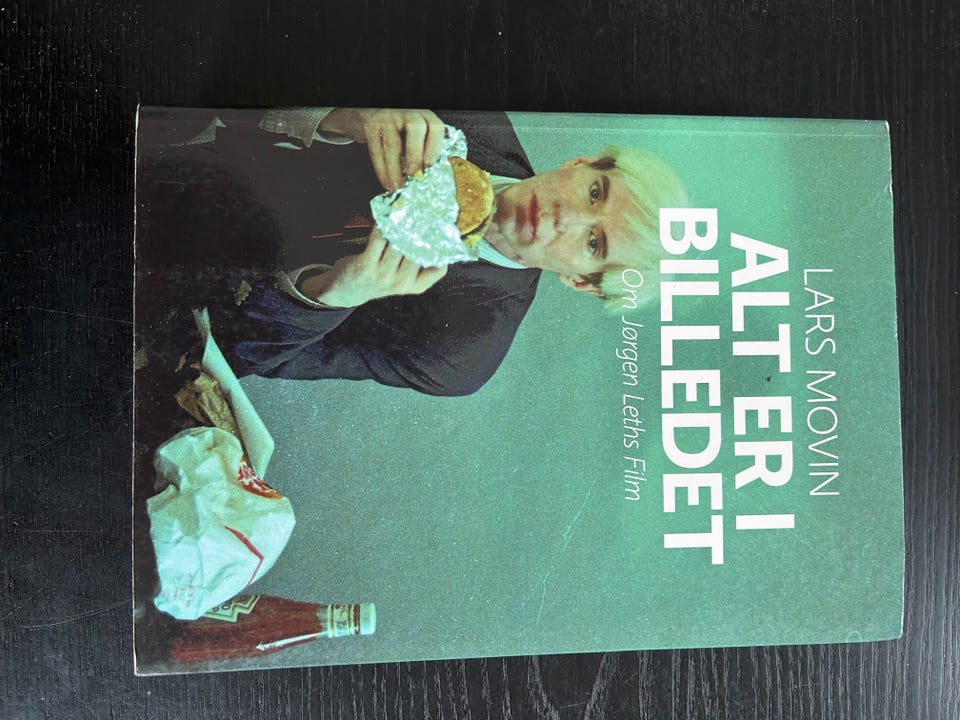 LARS MOVIN
ALT ER I
BILLEDET
Om Jørgen Leths Film